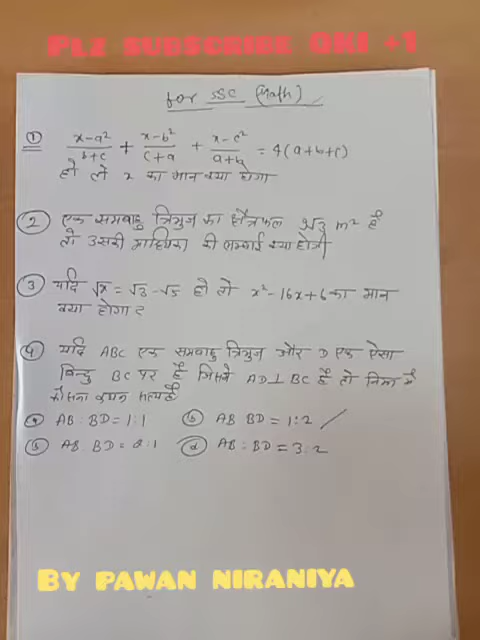 Plz subscribe OKI +1
for SSC (Math)
① x-a²/b+c + x-b²/c+a + x-c²/a+b = 4(a+b+c)
हो तो x का मान क्या होगा
② एक समबाहु त्रिभुज का क्षेत्रफल 9√3 m² है
तो उसकी माध्यिका की लम्बाई क्या होगी
③ यदि √x = √3-√5 हो तो x²-16x+6 का मान
क्या होगा
④ यदि ABC एक समबाहु त्रिभुज और D एक ऐसा
बिन्दु BC पर है जिसमे AD⊥BC है तो निम्न में
कौनसा कथन सत्य है
ⓐ AB:BD=1:1 ⓑ AB BD=1:2
ⓑ AB:BD=2:1 ⓓ AB:BD=3:2
By PAWAN NIRANIYA